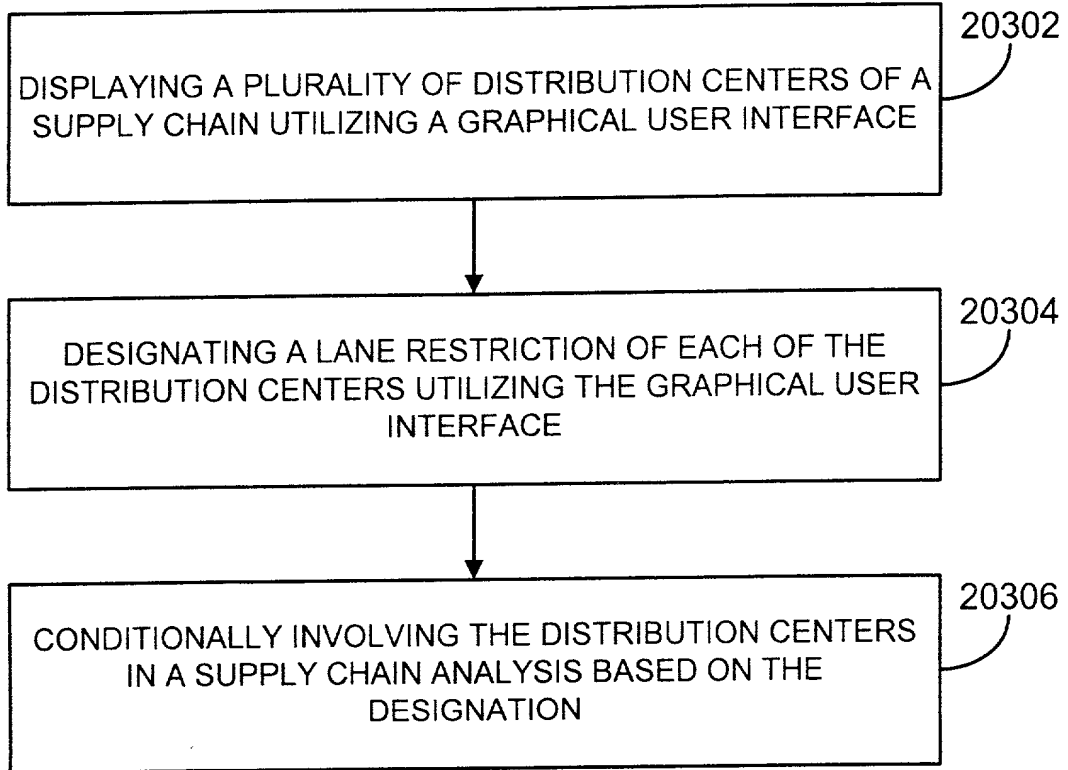 20302
DISPLAYING A PLURALITY OF DISTRIBUTION CENTERS OF A
SUPPLY CHAIN UTILIZING A GRAPHICAL USER INTERFACE
20304
DESIGNATING A LANE RESTRICTION OF EACH OF THE
DISTRIBUTION CENTERS UTILIZING THE GRAPHICAL USER
INTERFACE
20306
CONDITIONALLY INVOLVING THE DISTRIBUTION CENTERS
IN A SUPPLY CHAIN ANALYSIS BASED ON THE
DESIGNATION